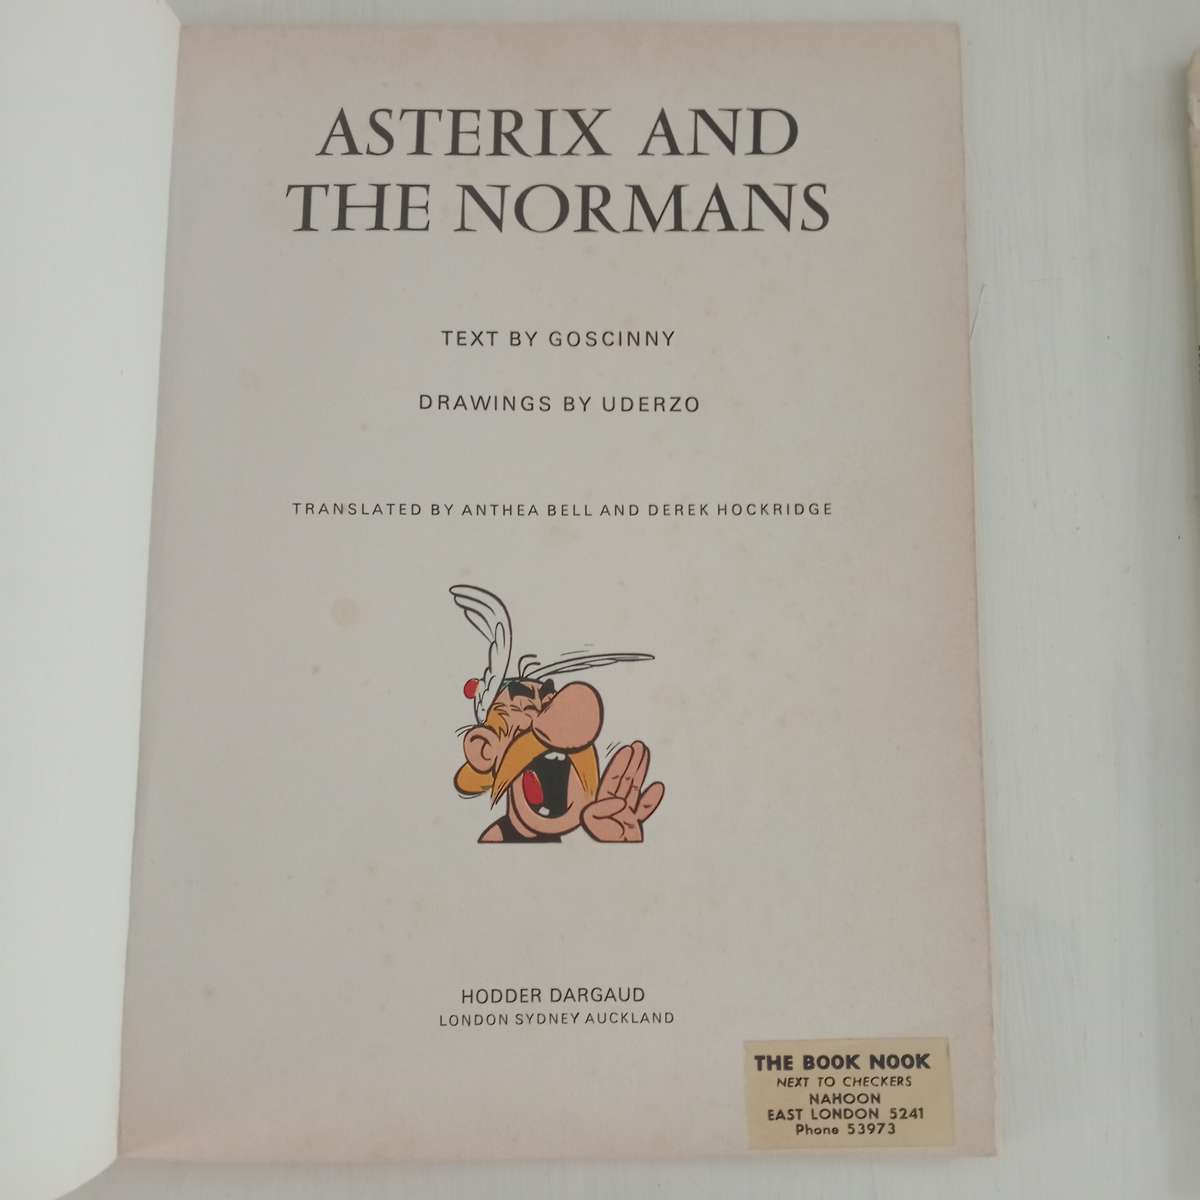 ASTERIX AND
THE NORMANS
TEXT BY GOSCINNY
DRAWINGS BY UDERZO
TRANSLATED BY ANTHEA BELL AND DEREK HOCKRIDGE
HODDER DARGAUD
LONDON SYDNEY AUCKLAND
THE BOOK NOOK
NEXT TO CHECKERS
NAHOON
EAST LONDON 5241
Phone 53973